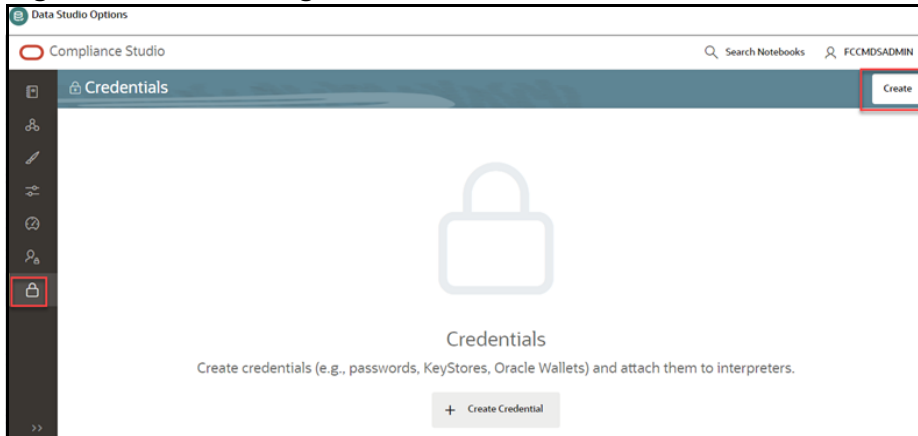 Data Studio Options
Compliance Studio
Search Notebooks
FCCMDSADMIN
Credentials
Create
Credentials
Create credentials (e.g., passwords, KeyStores, Oracle Wallets) and attach them to interpreters.
+ Create Credential
>>